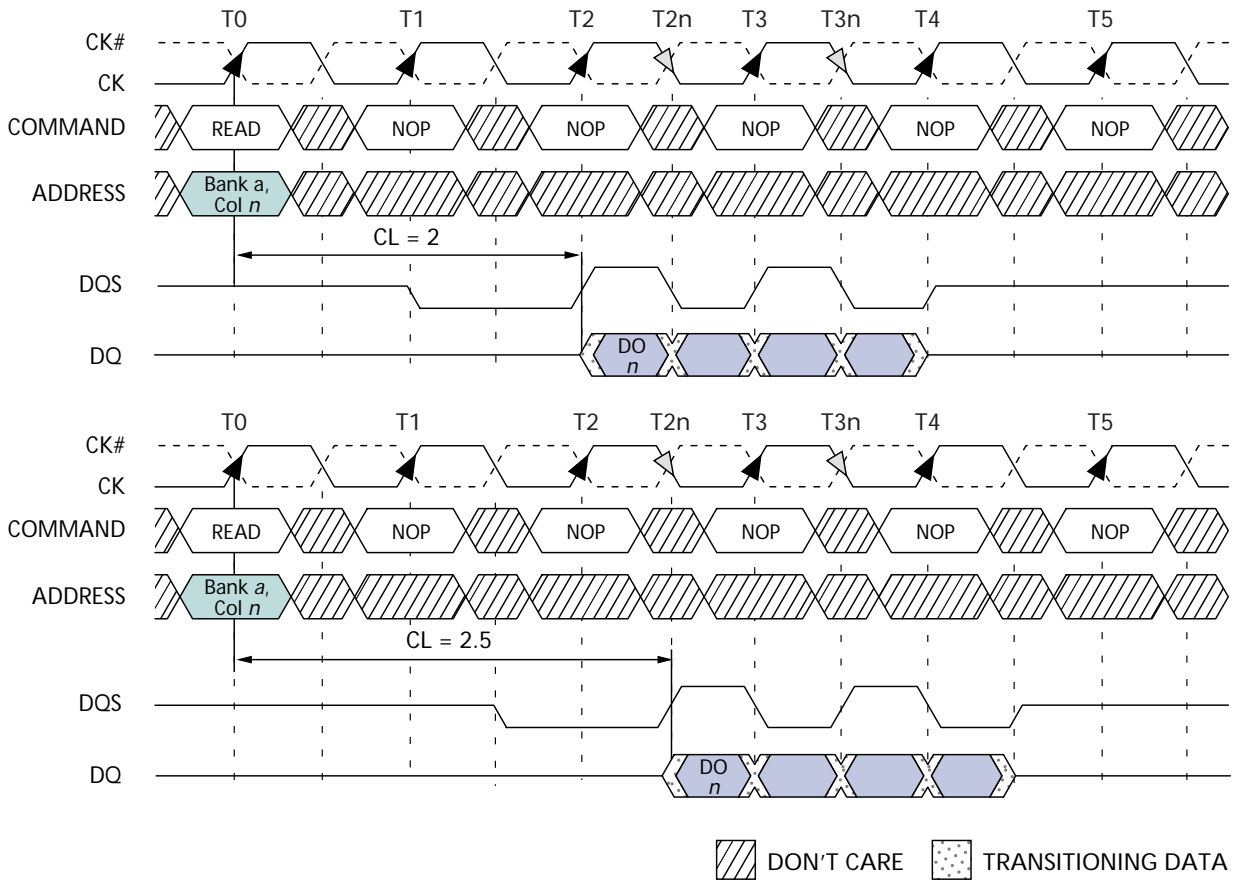 T0 T1 T2 T2n T3 T3n T4 T5
CK#
CK
COMMAND READ NOP NOP NOP NOP NOP
ADDRESS Bank a,
Col n
CL = 2
DQS
DQ DO
n
T0 T1 T2 T2n T3 T3n T4 T5
CK#
CK
COMMAND READ NOP NOP NOP NOP NOP
ADDRESS Bank a,
Col n
CL = 2.5
DQS
DQ DO
n
DON'T CARE TRANSITIONING DATA